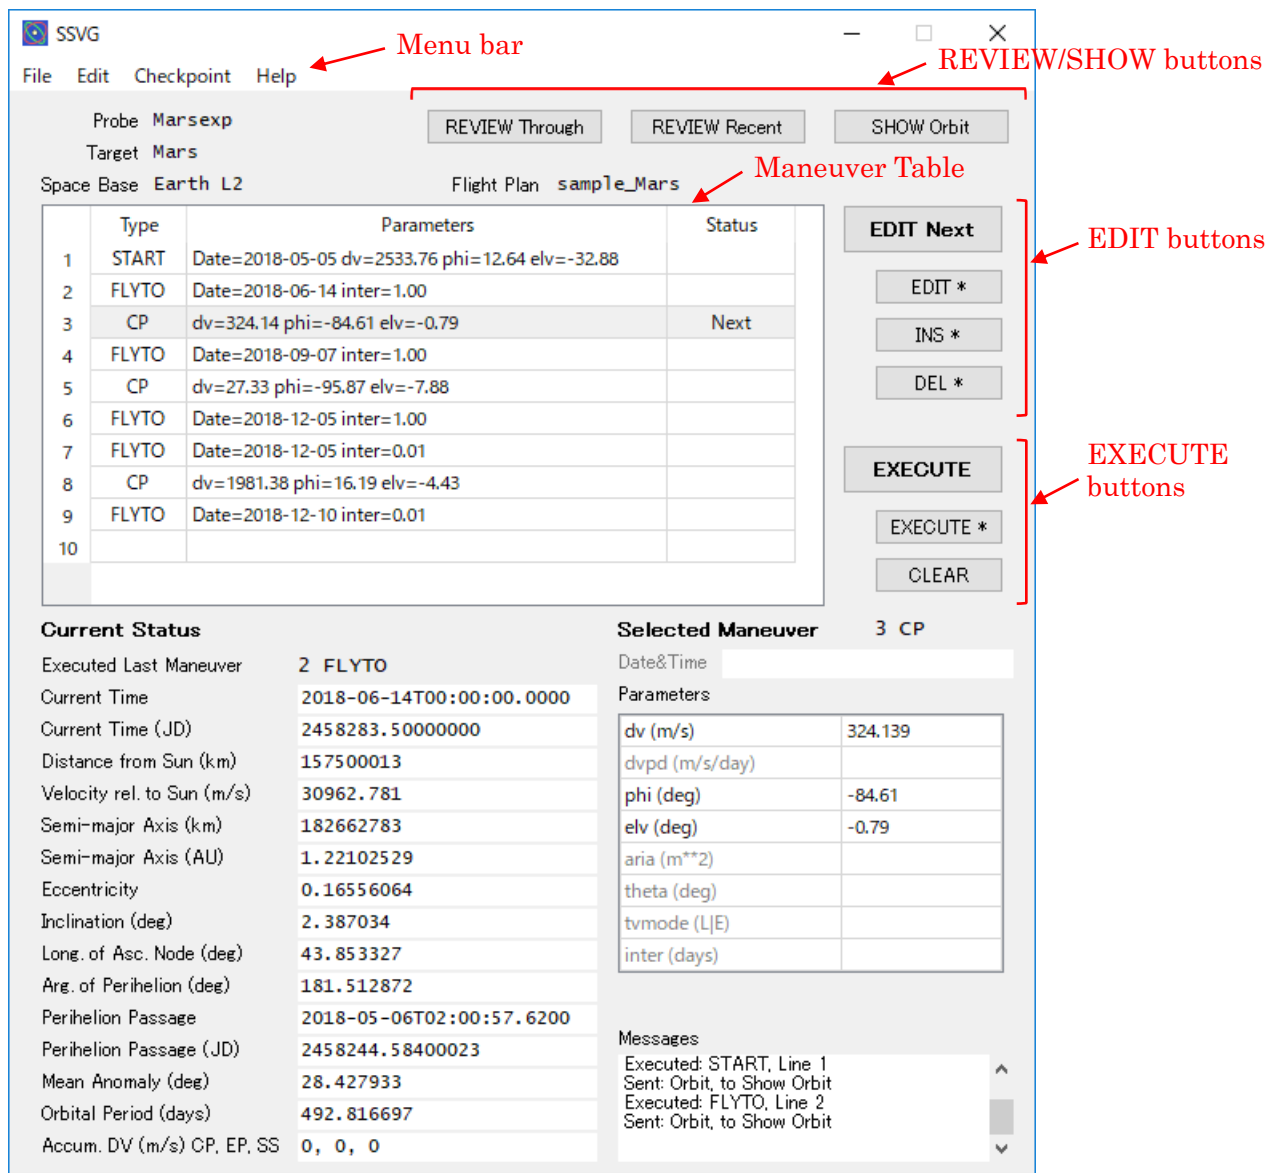 SSVG
Menu bar
REVIEW/SHOW buttons
File Edit Checkpoint Help
Probe Marsexp
REVIEW Through REVIEW Recent SHOW Orbit
Target Mars
Space Base Earth L2
Flight Plan sample_Mars
Maneuver Table
Type Parameters Status
1 START Date=2018-05-05 dv=2533.76 phi=12.64 elv=-32.88
2 FLYTO Date=2018-06-14 inter=1.00
3 CP dv=324.14 phi=-84.61 elv=-0.79 Next
4 FLYTO Date=2018-09-07 inter=1.00
5 CP dv=27.33 phi=-95.87 elv=-7.88
6 FLYTO Date=2018-12-05 inter=1.00
7 FLYTO Date=2018-12-05 inter=0.01
8 CP dv=1981.38 phi=16.19 elv=-4.43
9 FLYTO Date=2018-12-10 inter=0.01
10
EDIT Next
EDIT *
INS *
DEL *
EDIT buttons
EXECUTE
EXECUTE *
CLEAR
EXECUTE
buttons
Current Status
Executed Last Maneuver 2 FLYTO
Current Time 2018-06-14T00:00:00.0000
Current Time (JD) 2458283.50000000
Distance from Sun (km) 157500013
Velocity rel. to Sun (m/s) 30962.781
Semi-major Axis (km) 182662783
Semi-major Axis (AU) 1.22102529
Eccentricity 0.16556064
Inclination (deg) 2.387034
Long. of Asc. Node (deg) 43.853327
Arg. of Perihelion (deg) 181.512872
Perihelion Passage 2018-05-06T02:00:57.6200
Perihelion Passage (JD) 2458244.58400023
Mean Anomaly (deg) 28.427933
Orbital Period (days) 492.816697
Accum. DV (m/s) CP, EP, SS 0, 0, 0
Selected Maneuver 3 CP
Date&Time
Parameters
dv (m/s) 324.139
dvpd (m/s/day)
phi (deg) -84.61
elv (deg) -0.79
aria (m**2)
theta (deg)
tvmode (L|E)
inter (days)
Messages
Executed: START, Line 1
Sent: Orbit, to Show Orbit
Executed: FLYTO, Line 2
Sent: Orbit, to Show Orbit